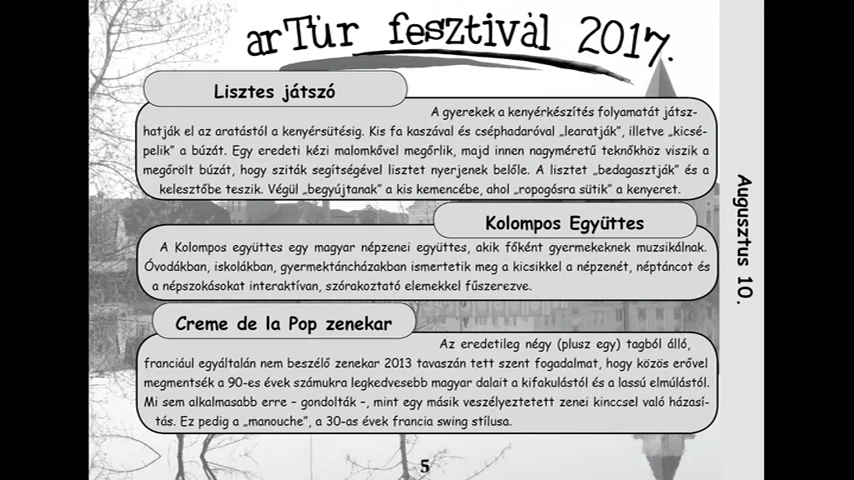 arTúr fesztivál 2017.
Lisztes játszó
A gyerekek a kenyérkészítés folyamatát játsz-
hatják el az aratástól a kenyérsütésig. Kis fa kaszával és cséphadaróval „learatják", illetve „kicsé-
pelik" a búzát. Egy eredeti kézi malomkővel megőrlik, majd innen nagyméretű teknőkhöz viszik a
megőrölt búzát, hogy sziták segítségével lisztet nyerjenek belőle. A lisztet „bedagasztják" és a
kelesztőbe teszik. Végül „begyújtanak" a kis kemencébe, ahol „ropogósra sütik" a kenyeret.
Kolompos Együttes
A Kolompos együttes egy magyar népzenei együttes, akik főként gyermekeknek muzsikálnak.
Óvodákban, iskolákban, gyermektáncházakban ismertetik meg a kicsikkel a népzenét, néptáncot és
a népszokásokat interaktívan, szórakoztató elemekkel fűszerezve.
Creme de la Pop zenekar
Az eredetileg négy (plusz egy) tagból álló,
franciául egyáltalán nem beszélő zenekar 2013 tavaszán tett szent fogadalmat, hogy közös erővel
megmentsék a 90-es évek számukra legkedvesebb magyar dalait a kifakulástól és a lassú elmúlástól.
Mi sem alkalmasabb erre – gondolták –, mint egy másik veszélyeztetett zenei kinccsel való házasí-
tás. Ez pedig a „manouche", a 30-as évek francia swing stílusa.
Augusztus 10.
5